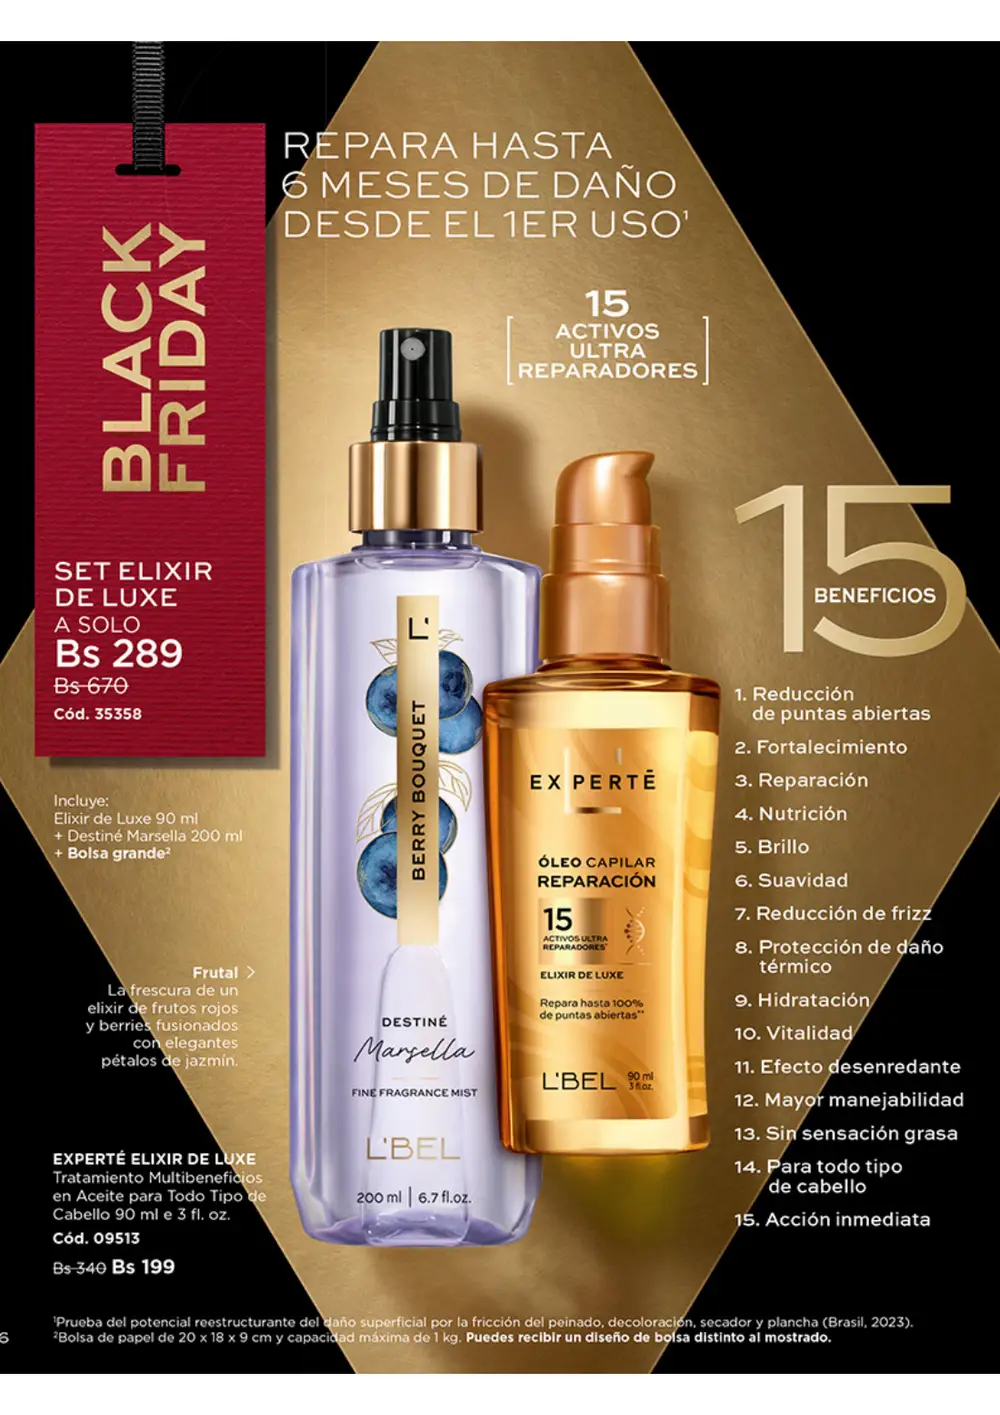 BLACK
FRIDAY
SET ELIXIR
DE LUXE
A SOLO
Bs 289
Bs 670
Cód. 35358
REPARA HASTA
6 MESES DE DAÑO
DESDE EL 1ER USO¹
15
ACTIVOS
ULTRA
REPARADORES
15
BENEFICIOS
1. Reducción
de puntas abiertas
2. Fortalecimiento
3. Reparación
4. Nutrición
5. Brillo
6. Suavidad
7. Reducción de frizz
8. Protección de daño
térmico
9. Hidratación
10. Vitalidad
11. Efecto desenredante
12. Mayor manejabilidad
13. Sin sensación grasa
14. Para todo tipo
de cabello
15. Acción inmediata
Incluye:
Elixir de Luxe 90 ml
+ Destiné Marsella 200 ml
+ Bolsa grande²
Frutal >
La frescura de un
elixir de frutos rojos
y berries fusionados
con elegantes
pétalos de jazmín.
EXPERTÉ ELIXIR DE LUXE
Tratamiento Multibeneficios
en Aceite para Todo Tipo de
Cabello 90 ml e 3 fl. oz.
Cód. 09513
Bs 340 Bs 199
L'
BERRY BOUQUET
DESTINÉ
Marsella
FINE FRAGRANCE MIST
L'BEL
200 ml | 6.7 fl.oz.
EXPERTÉ
ÓLEO CAPILAR
REPARACIÓN
15
ACTIVOS ULTRA
REPARADORES*
ELIXIR DE LUXE
Repara hasta 100%
de puntas abiertas**
L'BEL 90 ml
3 fl.oz.
¹Prueba del potencial reestructurante del daño superficial por la fricción del peinado, decoloración, secador y plancha (Brasil, 2023).
²Bolsa de papel de 20 x 18 x 9 cm y capacidad máxima de 1 kg. Puedes recibir un diseño de bolsa distinto al mostrado.
6